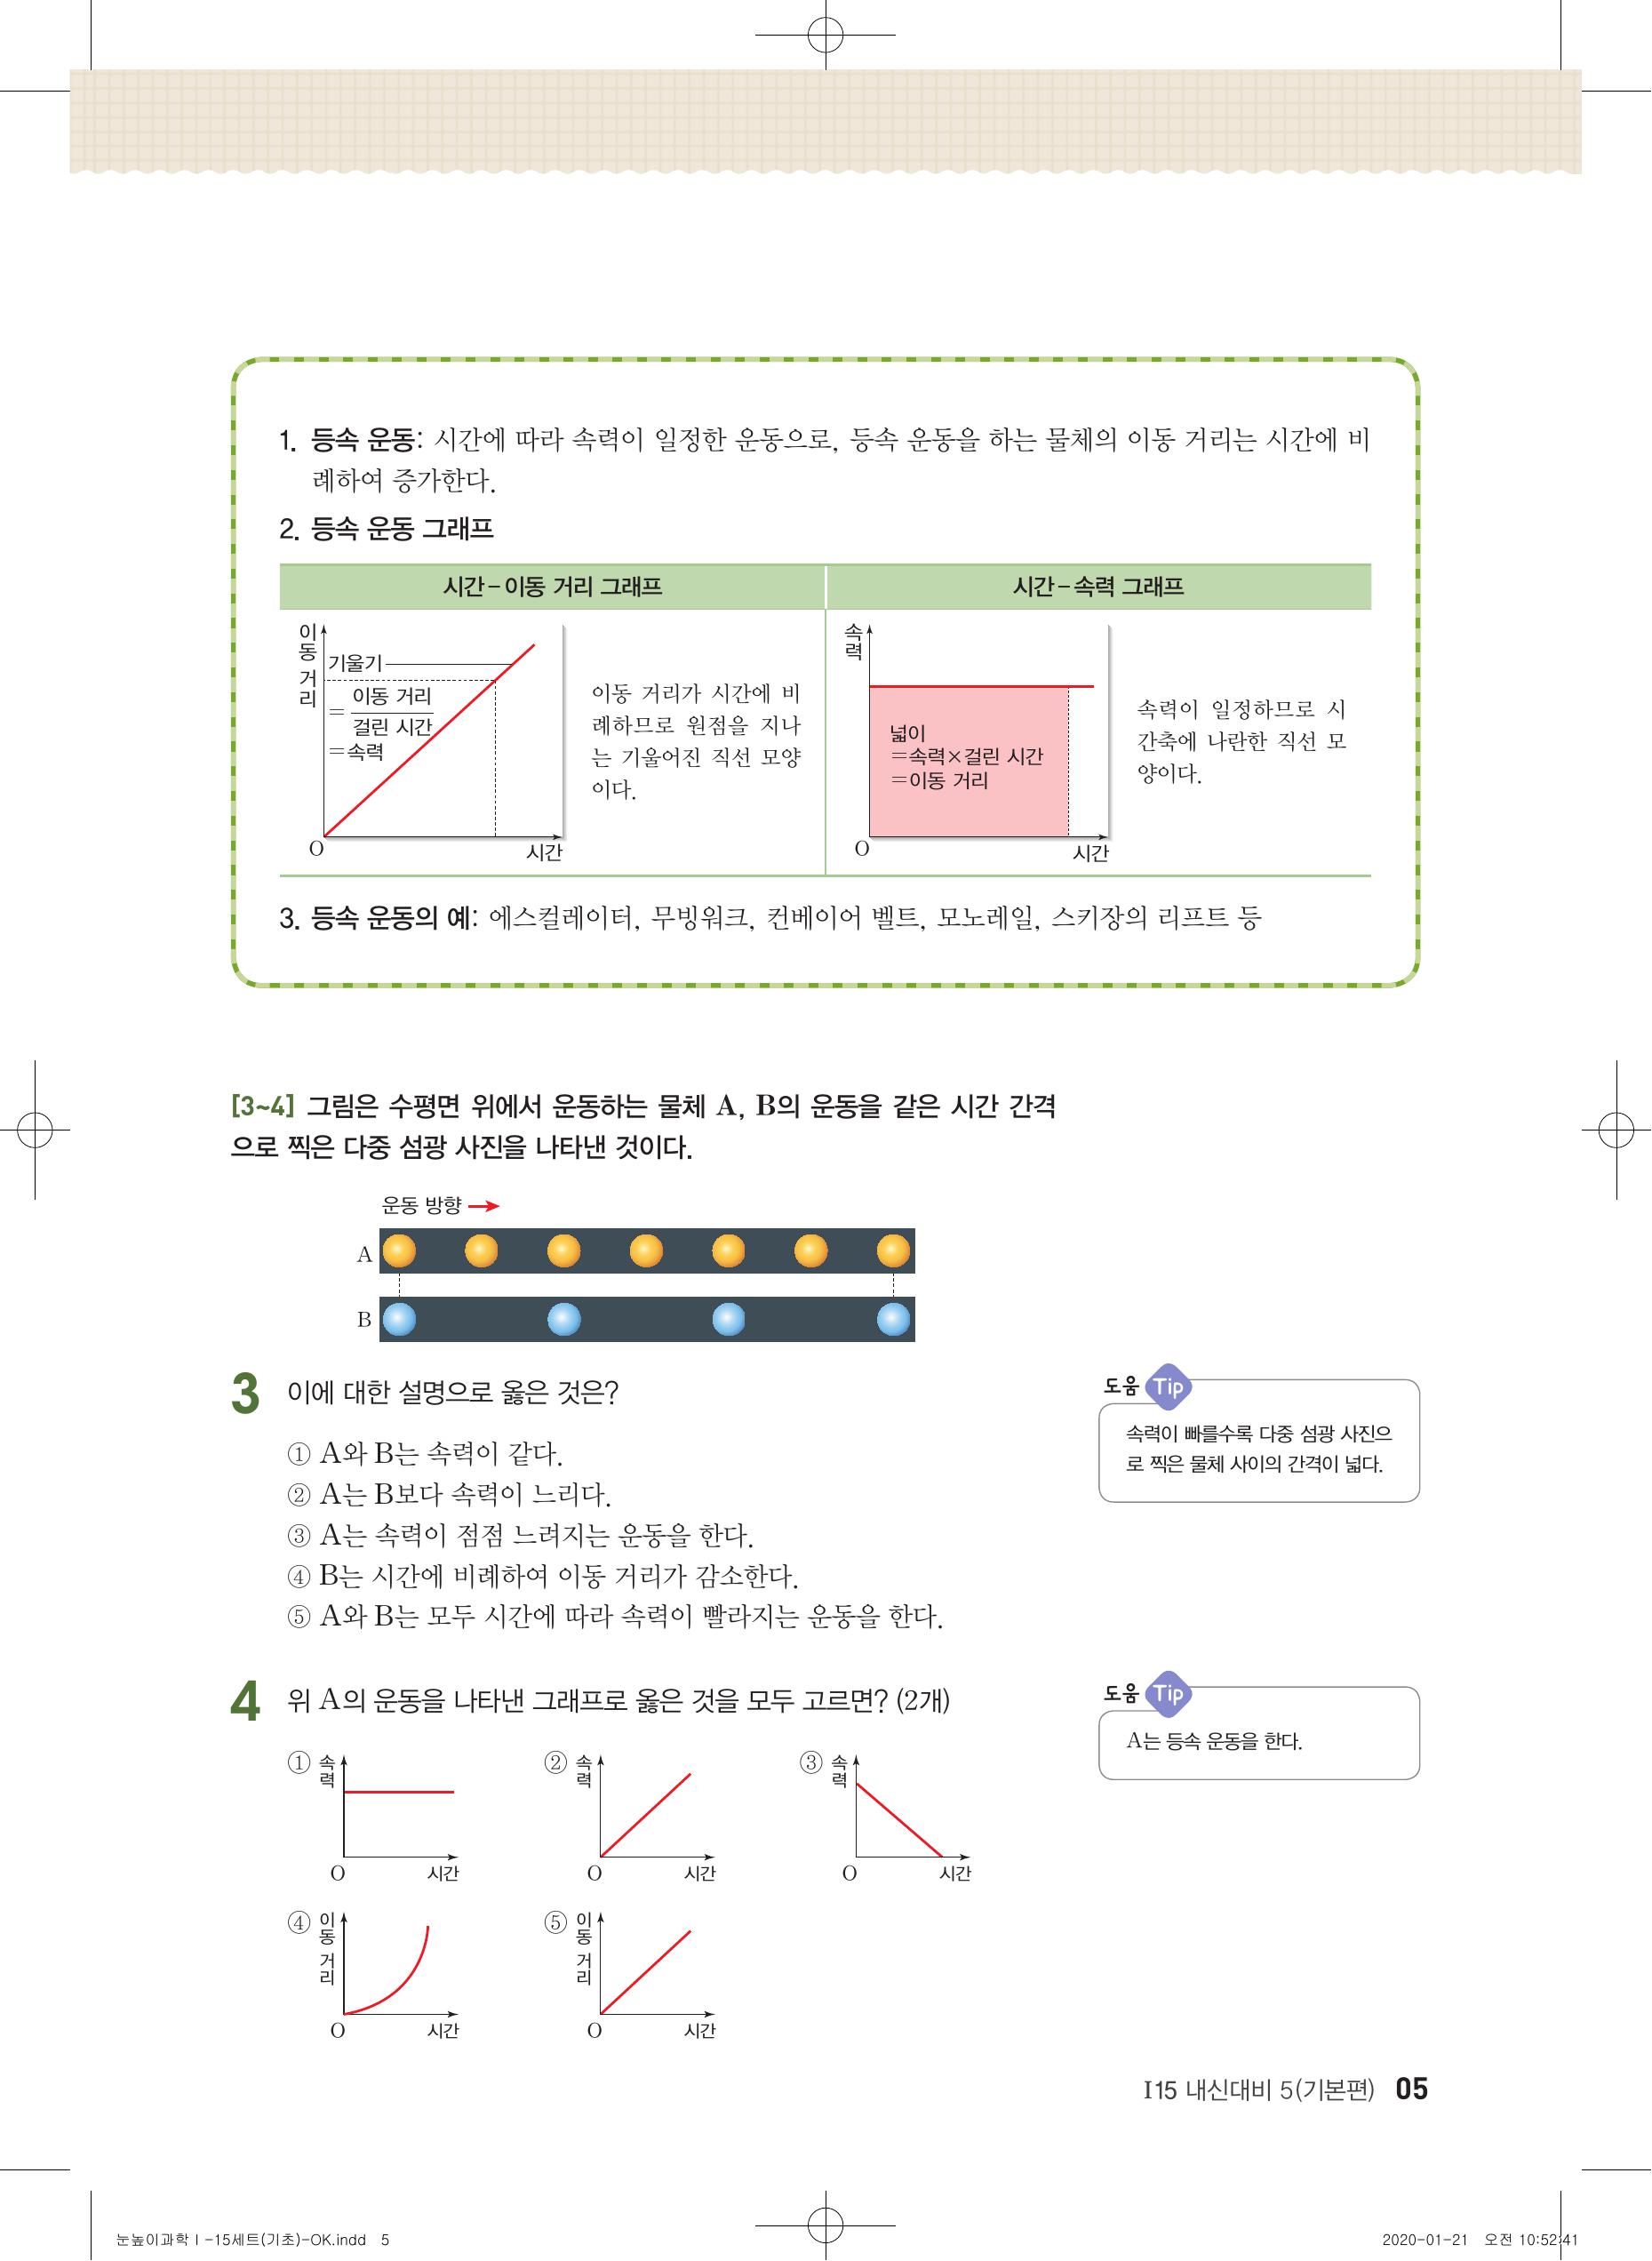 1. 등속 운동: 시간에 따라 속력이 일정한 운동으로, 등속 운동을 하는 물체의 이동 거리는 시간에 비
례하여 증가한다.
2. 등속 운동 그래프
시간-이동 거리 그래프
시간-속력 그래프
이동 거리
기울기
= 이동 거리
걸린 시간
=속력
O
시간
이동 거리가 시간에 비
례하므로 원점을 지나
는 기울어진 직선 모양
이다.
속력
넓이
=속력×걸린 시간
=이동 거리
O
시간
속력이 일정하므로 시
간축에 나란한 직선 모
양이다.
3. 등속 운동의 예: 에스컬레이터, 무빙워크, 컨베이어 벨트, 모노레일, 스키장의 리프트 등
[3~4] 그림은 수평면 위에서 운동하는 물체 A, B의 운동을 같은 시간 간격
으로 찍은 다중 섬광 사진을 나타낸 것이다.
운동 방향
A
B
3 이에 대한 설명으로 옳은 것은?
① A와 B는 속력이 같다.
② A는 B보다 속력이 느리다.
③ A는 속력이 점점 느려지는 운동을 한다.
④ B는 시간에 비례하여 이동 거리가 감소한다.
⑤ A와 B는 모두 시간에 따라 속력이 빨라지는 운동을 한다.
도움 Tip
속력이 빠를수록 다중 섬광 사진으
로 찍은 물체 사이의 간격이 넓다.
4 위 A의 운동을 나타낸 그래프로 옳은 것을 모두 고르면? (2개)
도움 Tip
A는 등속 운동을 한다.
① 속력
O 시간
② 속력
O 시간
③ 속력
O 시간
④ 이동 거리
O 시간
⑤ 이동 거리
O 시간
I15 내신대비 5(기본편) 05
눈높이과학Ⅰ-15세트(기초)-OK.indd 5
2020-01-21 오전 10:52:41